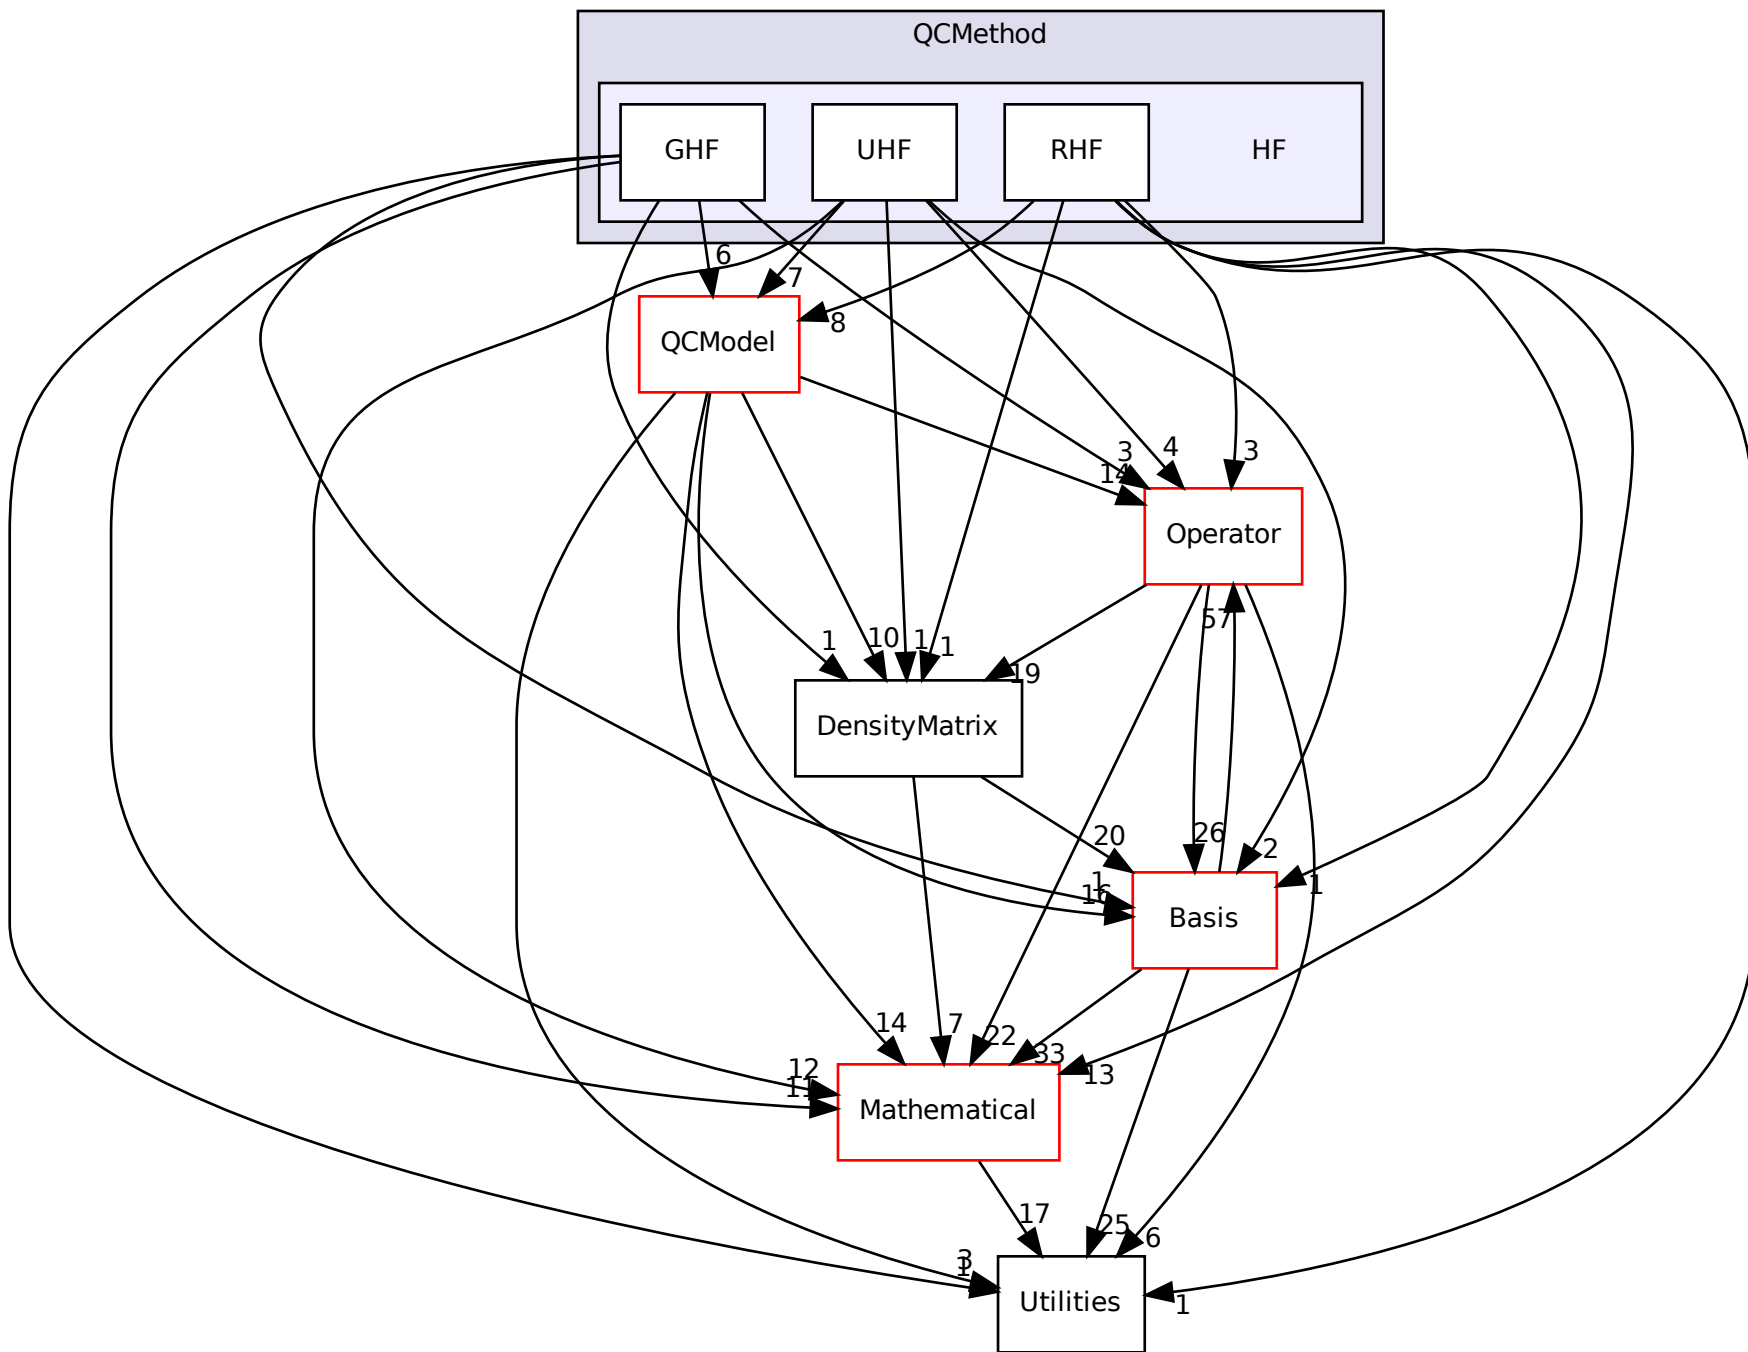 QCMethod
GHF
UHF
RHF
HF
6
7
8
QCModel
3
4
3
14
Operator
57
1
10
1
1
19
DensityMatrix
20
26
2
1
16
1
Basis
14
7
22
33
13
12
11
Mathematical
17
25
6
3
1
1
Utilities